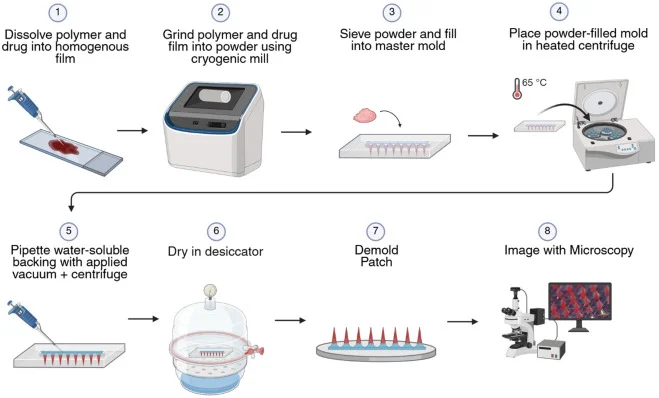 1
Dissolve polymer and
drug into homogenous
film
2
Grind polymer and drug
film into powder using
cryogenic mill
3
Sieve powder and fill
into master mold
4
Place powder-filled mold
in heated centrifuge
65 °C
5
Pipette water-soluble
backing with applied
vacuum + centrifuge
6
Dry in desiccator
7
Demold
Patch
8
Image with Microscopy